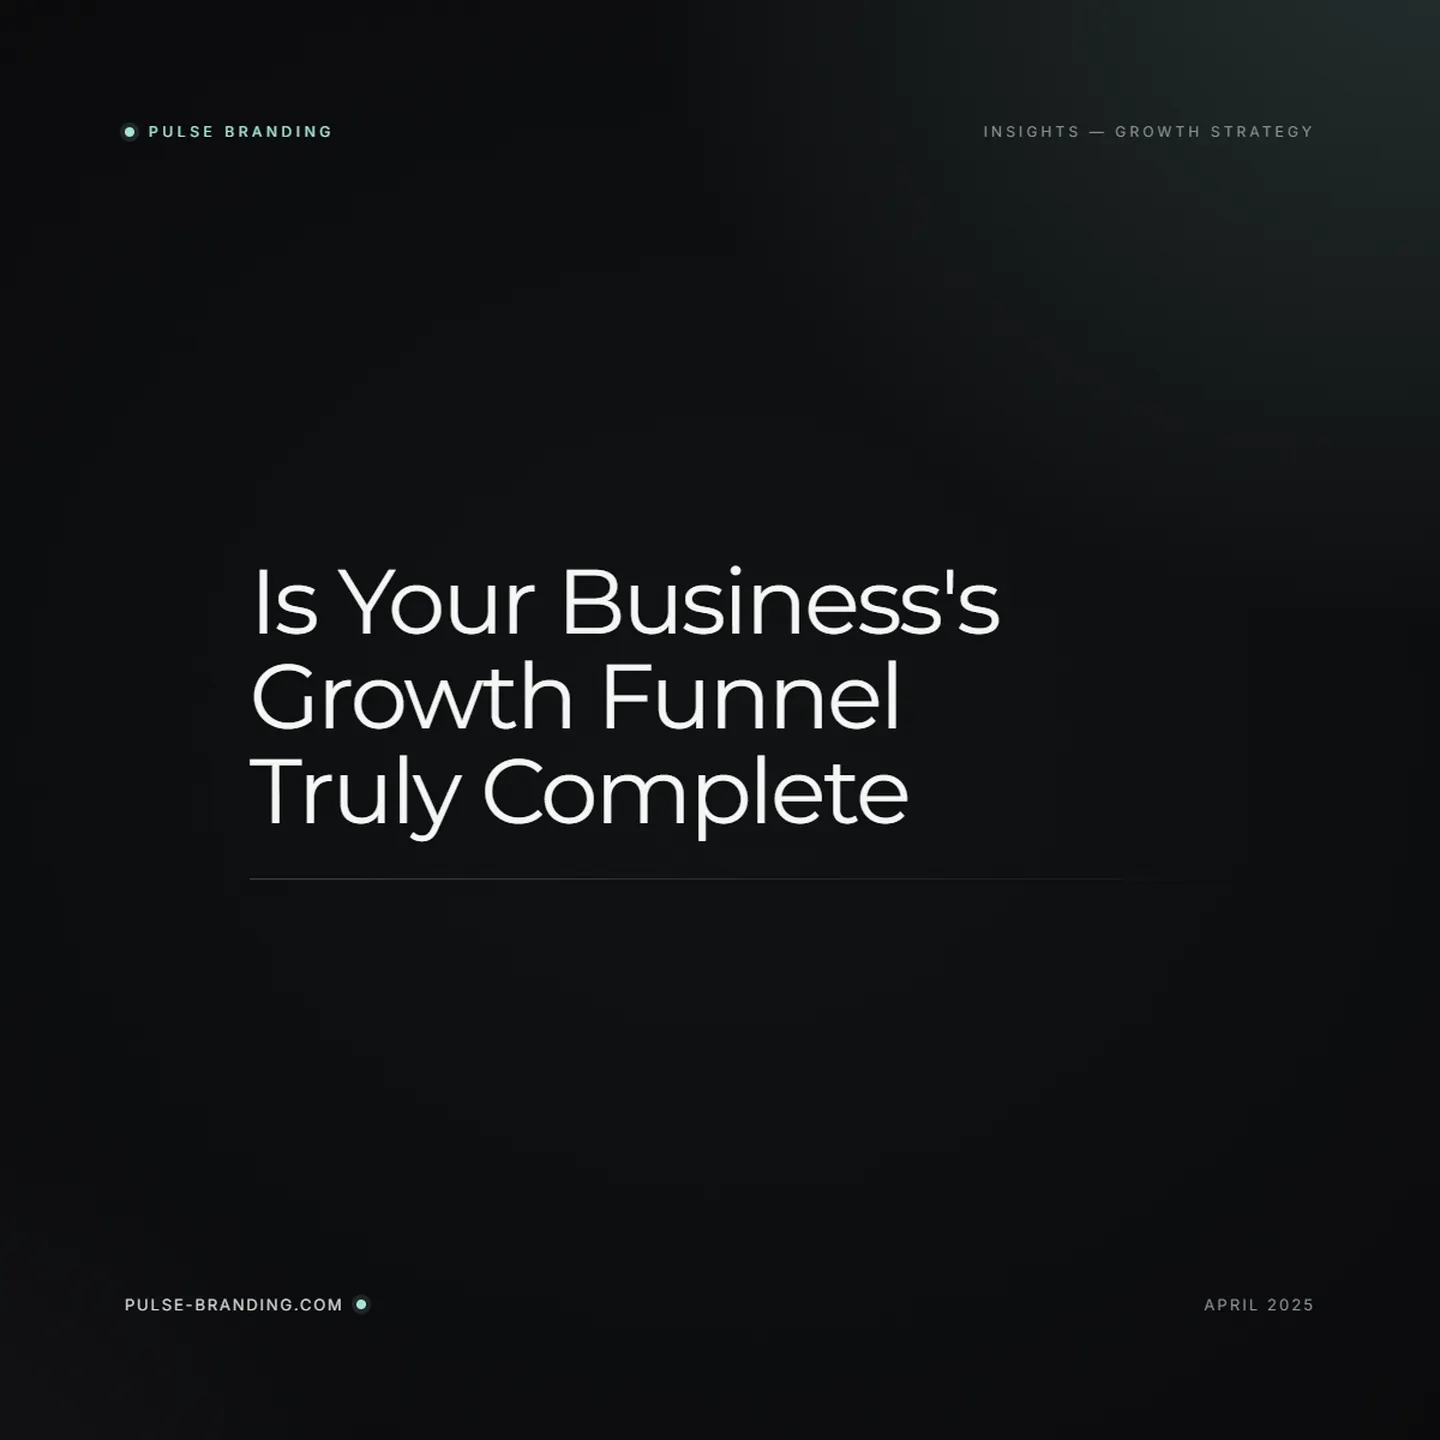 PULSE BRANDING
INSIGHTS — GROWTH STRATEGY
Is Your Business's
Growth Funnel
Truly Complete
PULSE-BRANDING.COM
APRIL 2025